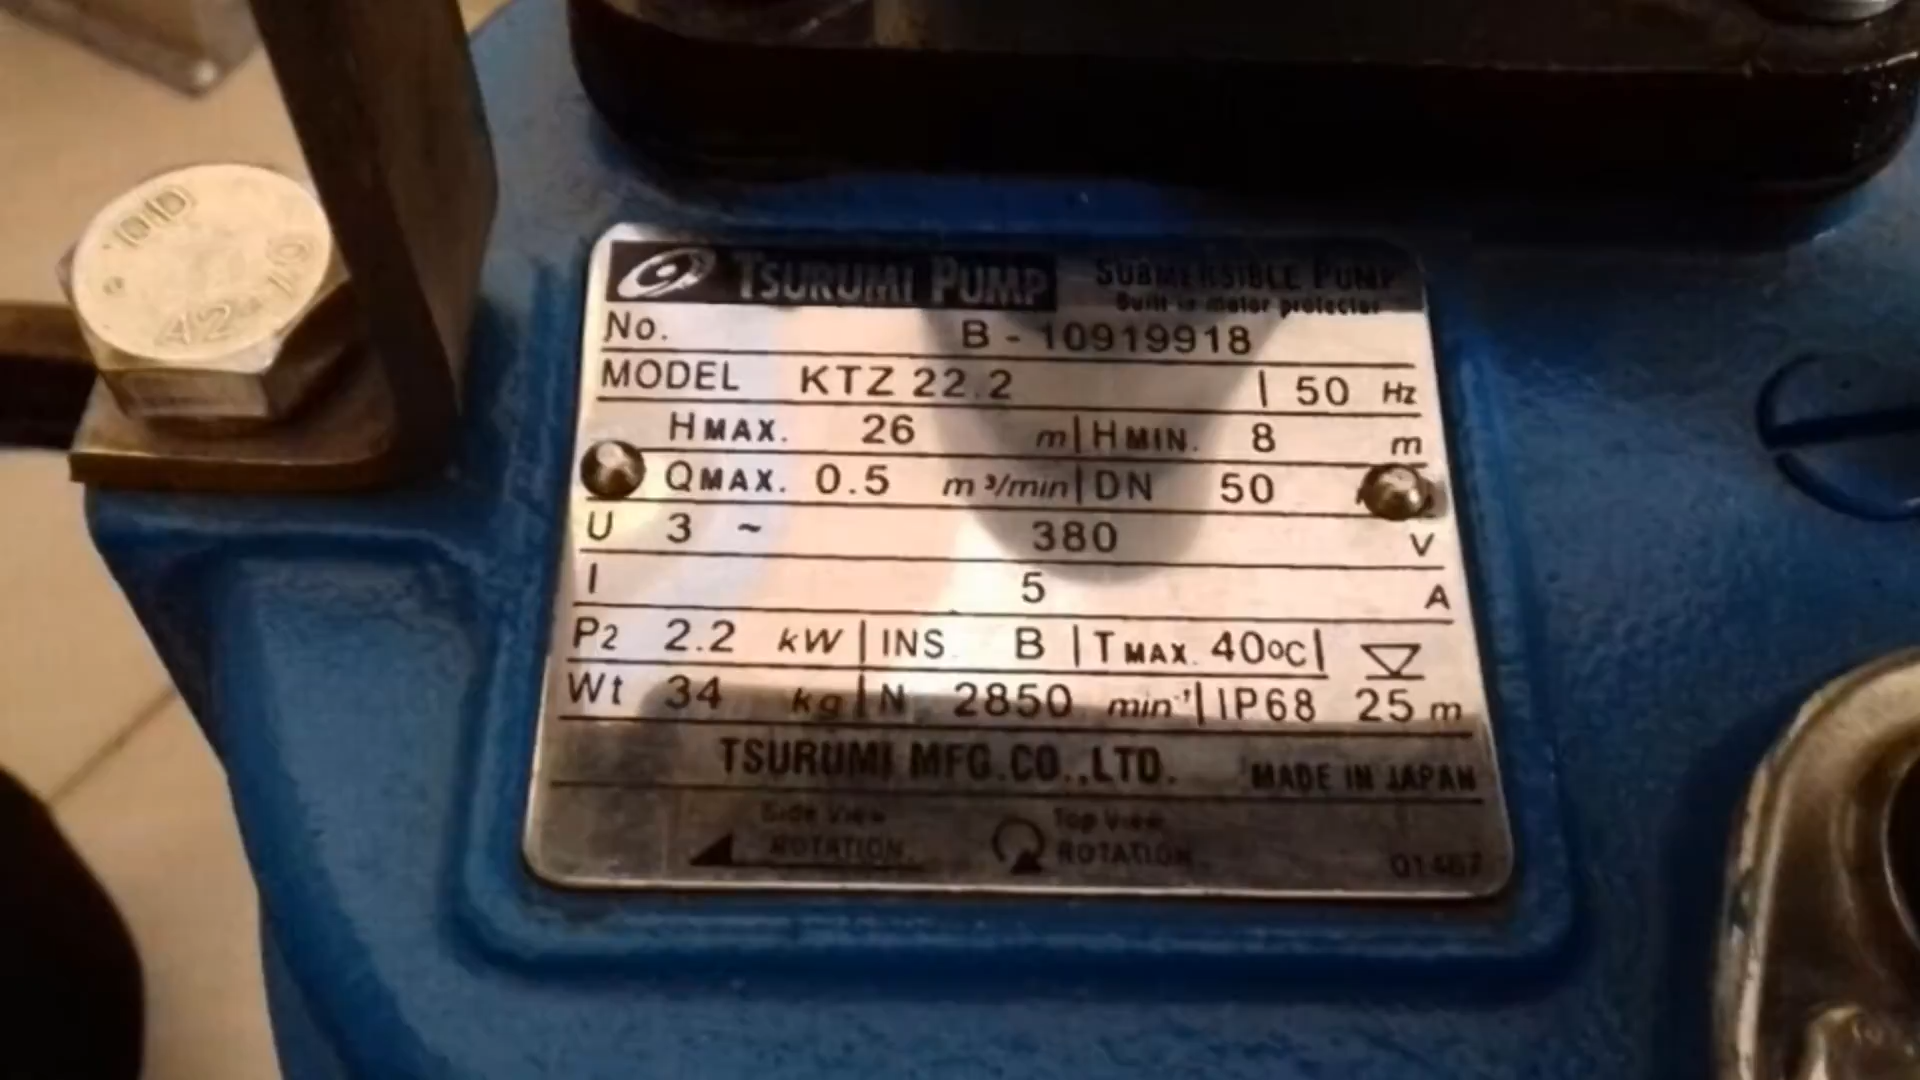 TSURUMI PUMP SUBMERSIBLE PUMP
Built-in motor protector
No. B - 10919918
MODEL KTZ 22.2 | 50 Hz
HMAX. 26 m | HMIN. 8 m
QMAX. 0.5 m³/min | DN 50
U 3 ~ 380 V
I 5 A
P2 2.2 kW | INS. B | TMAX. 40°C |
Wt 34 kg | N 2850 min⁻¹ | IP68 25 m
TSURUMI MFG.CO.,LTD. MADE IN JAPAN
Side View Top View
ROTATION ROTATION
A2-70